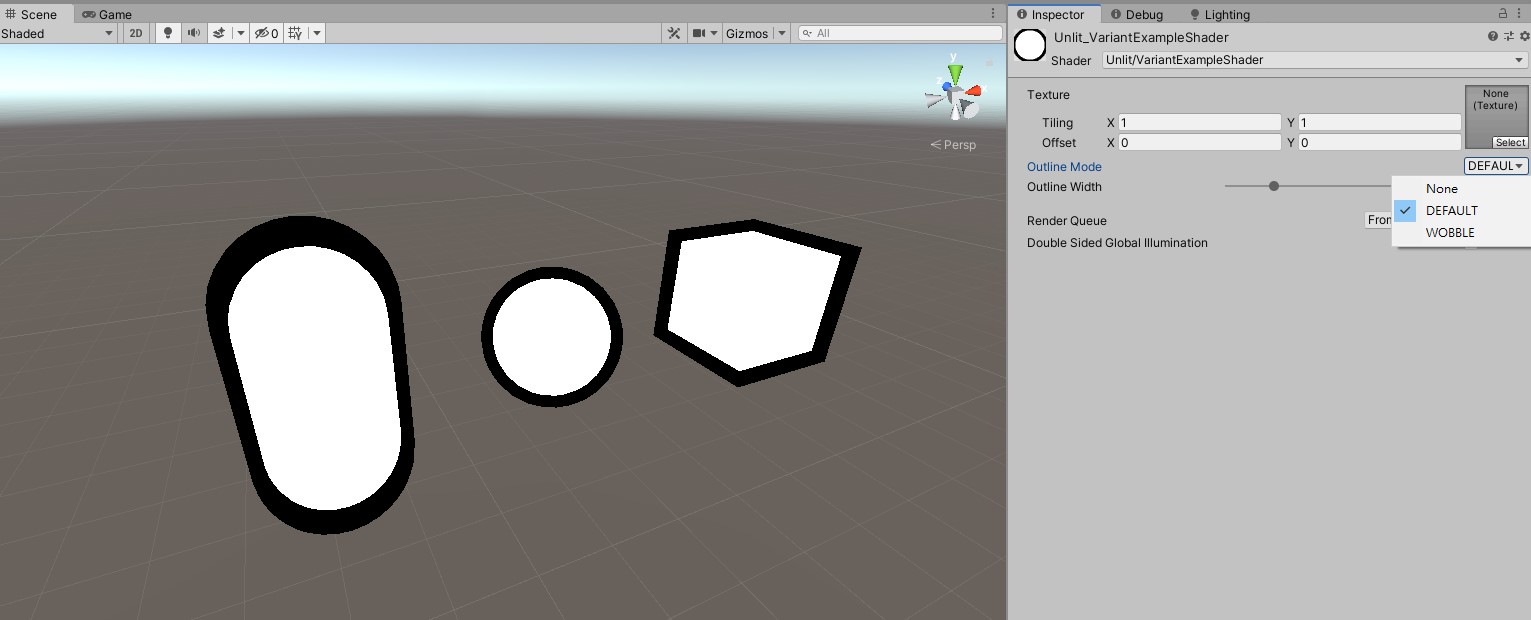 Scene Game
Shaded 2D 0 Gizmos All
y
x
z
Persp
Inspector Debug Lighting
Unlit_VariantExampleShader
Shader Unlit/VariantExampleShader
Texture
None
(Texture)
Select
Tiling X 1 Y 1
Offset X 0 Y 0
Outline Mode DEFAUL
Outline Width
None
DEFAULT
WOBBLE
Render Queue Fron
Double Sided Global Illumination